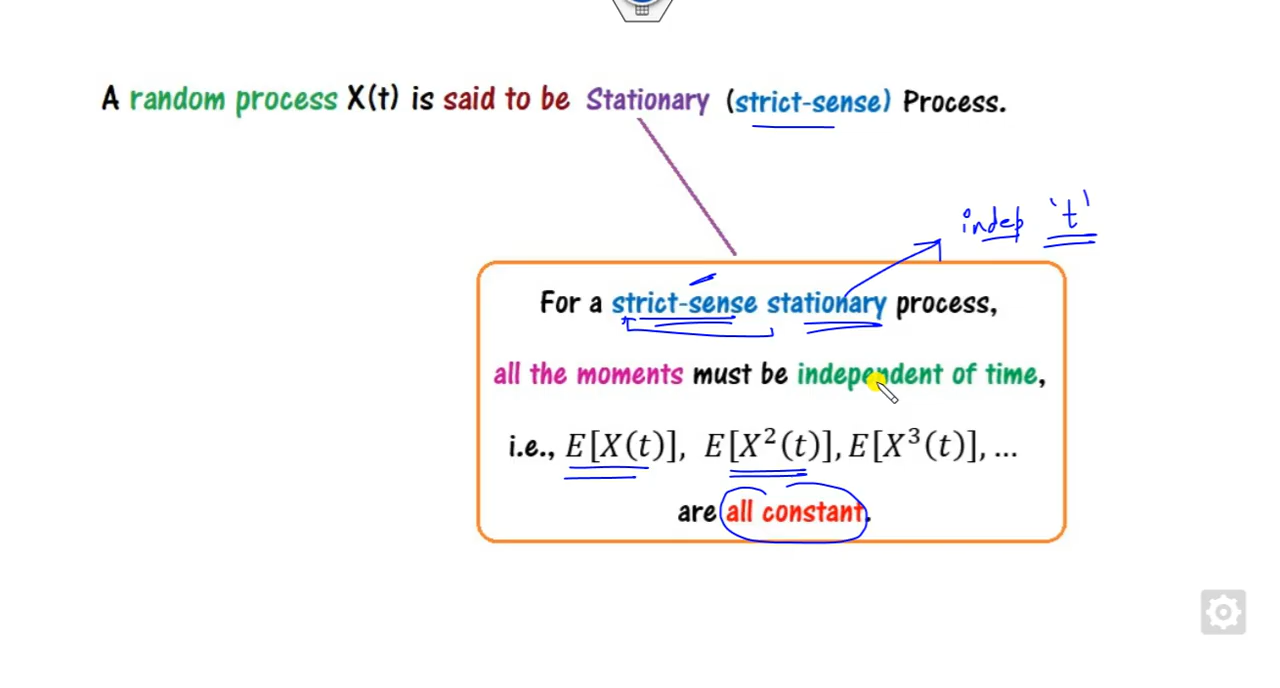 A random process X(t) is said to be Stationary (strict-sense) Process.
indep 't'
For a strict-sense stationary process,
all the moments must be independent of time,
i.e., E[X(t)], E[X²(t)], E[X³(t)], ...
are all constant.